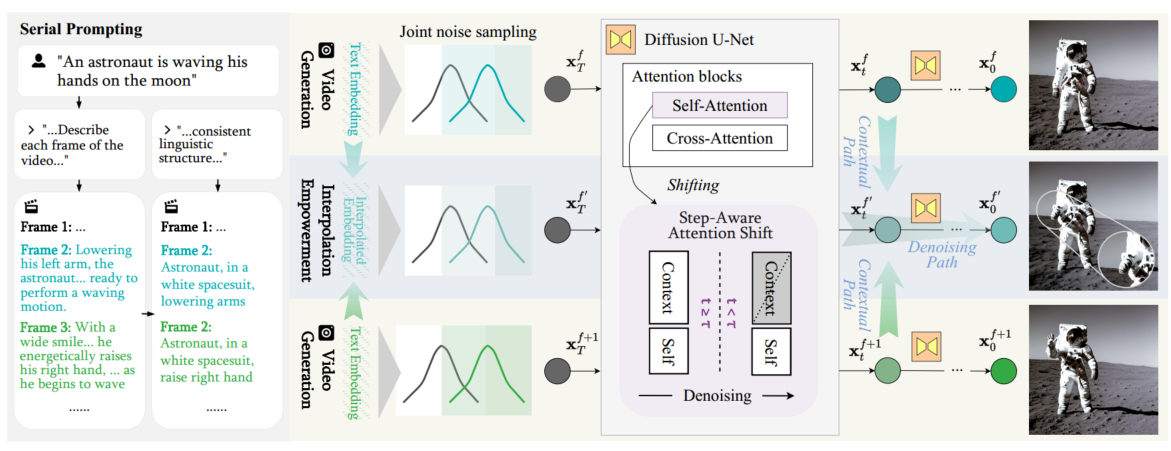 Serial Prompting
"An astronaut is waving his
hands on the moon"
"...Describe
each frame of the
video..."
"...consistent
linguistic
structure..."
Frame 1: ...
Frame 2: Lowering
his left arm, the
astronaut... ready to
perform a waving
motion.
Frame 3: With a
wide smile... he
energetically raises
his right hand, ... as
he begins to wave
......
Frame 1: ...
Frame 2:
Astronaut, in a
white spacesuit,
lowering arms
Frame 2:
Astronaut, in a
white spacesuit,
raise right hand
......
Video
Generation
Text Embedding
Interpolation
Empowerment
Interpolated
Embedding
Video
Generation
Text Embedding
Joint noise sampling
x_T^f
x_T^{f'}
x_T^{f+1}
Diffusion U-Net
Attention blocks
Self-Attention
Cross-Attention
Shifting
Step-Aware
Attention Shift
Context
Self
t ≥ τ
t < τ
Context
Self
Denoising
x_t^f
...
x_0^f
Contextual
Path
x_t^{f'}
...
x_0^{f'}
Denoising
Path
Contextual
Path
x_t^{f+1}
...
x_0^{f+1}